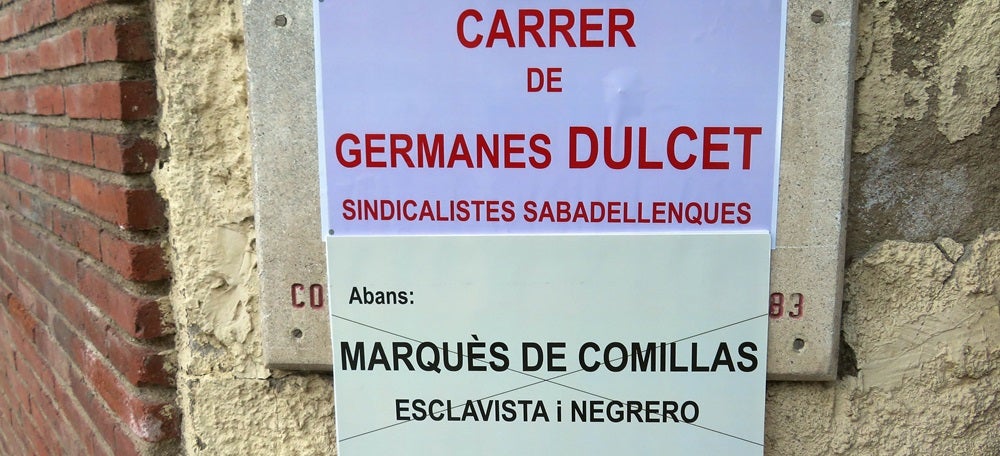 CARRER
DE
GERMANES DULCET
SINDICALISTES SABADELLENQUES
Abans:
MARQUÈS DE COMILLAS
ESCLAVISTA i NEGRERO